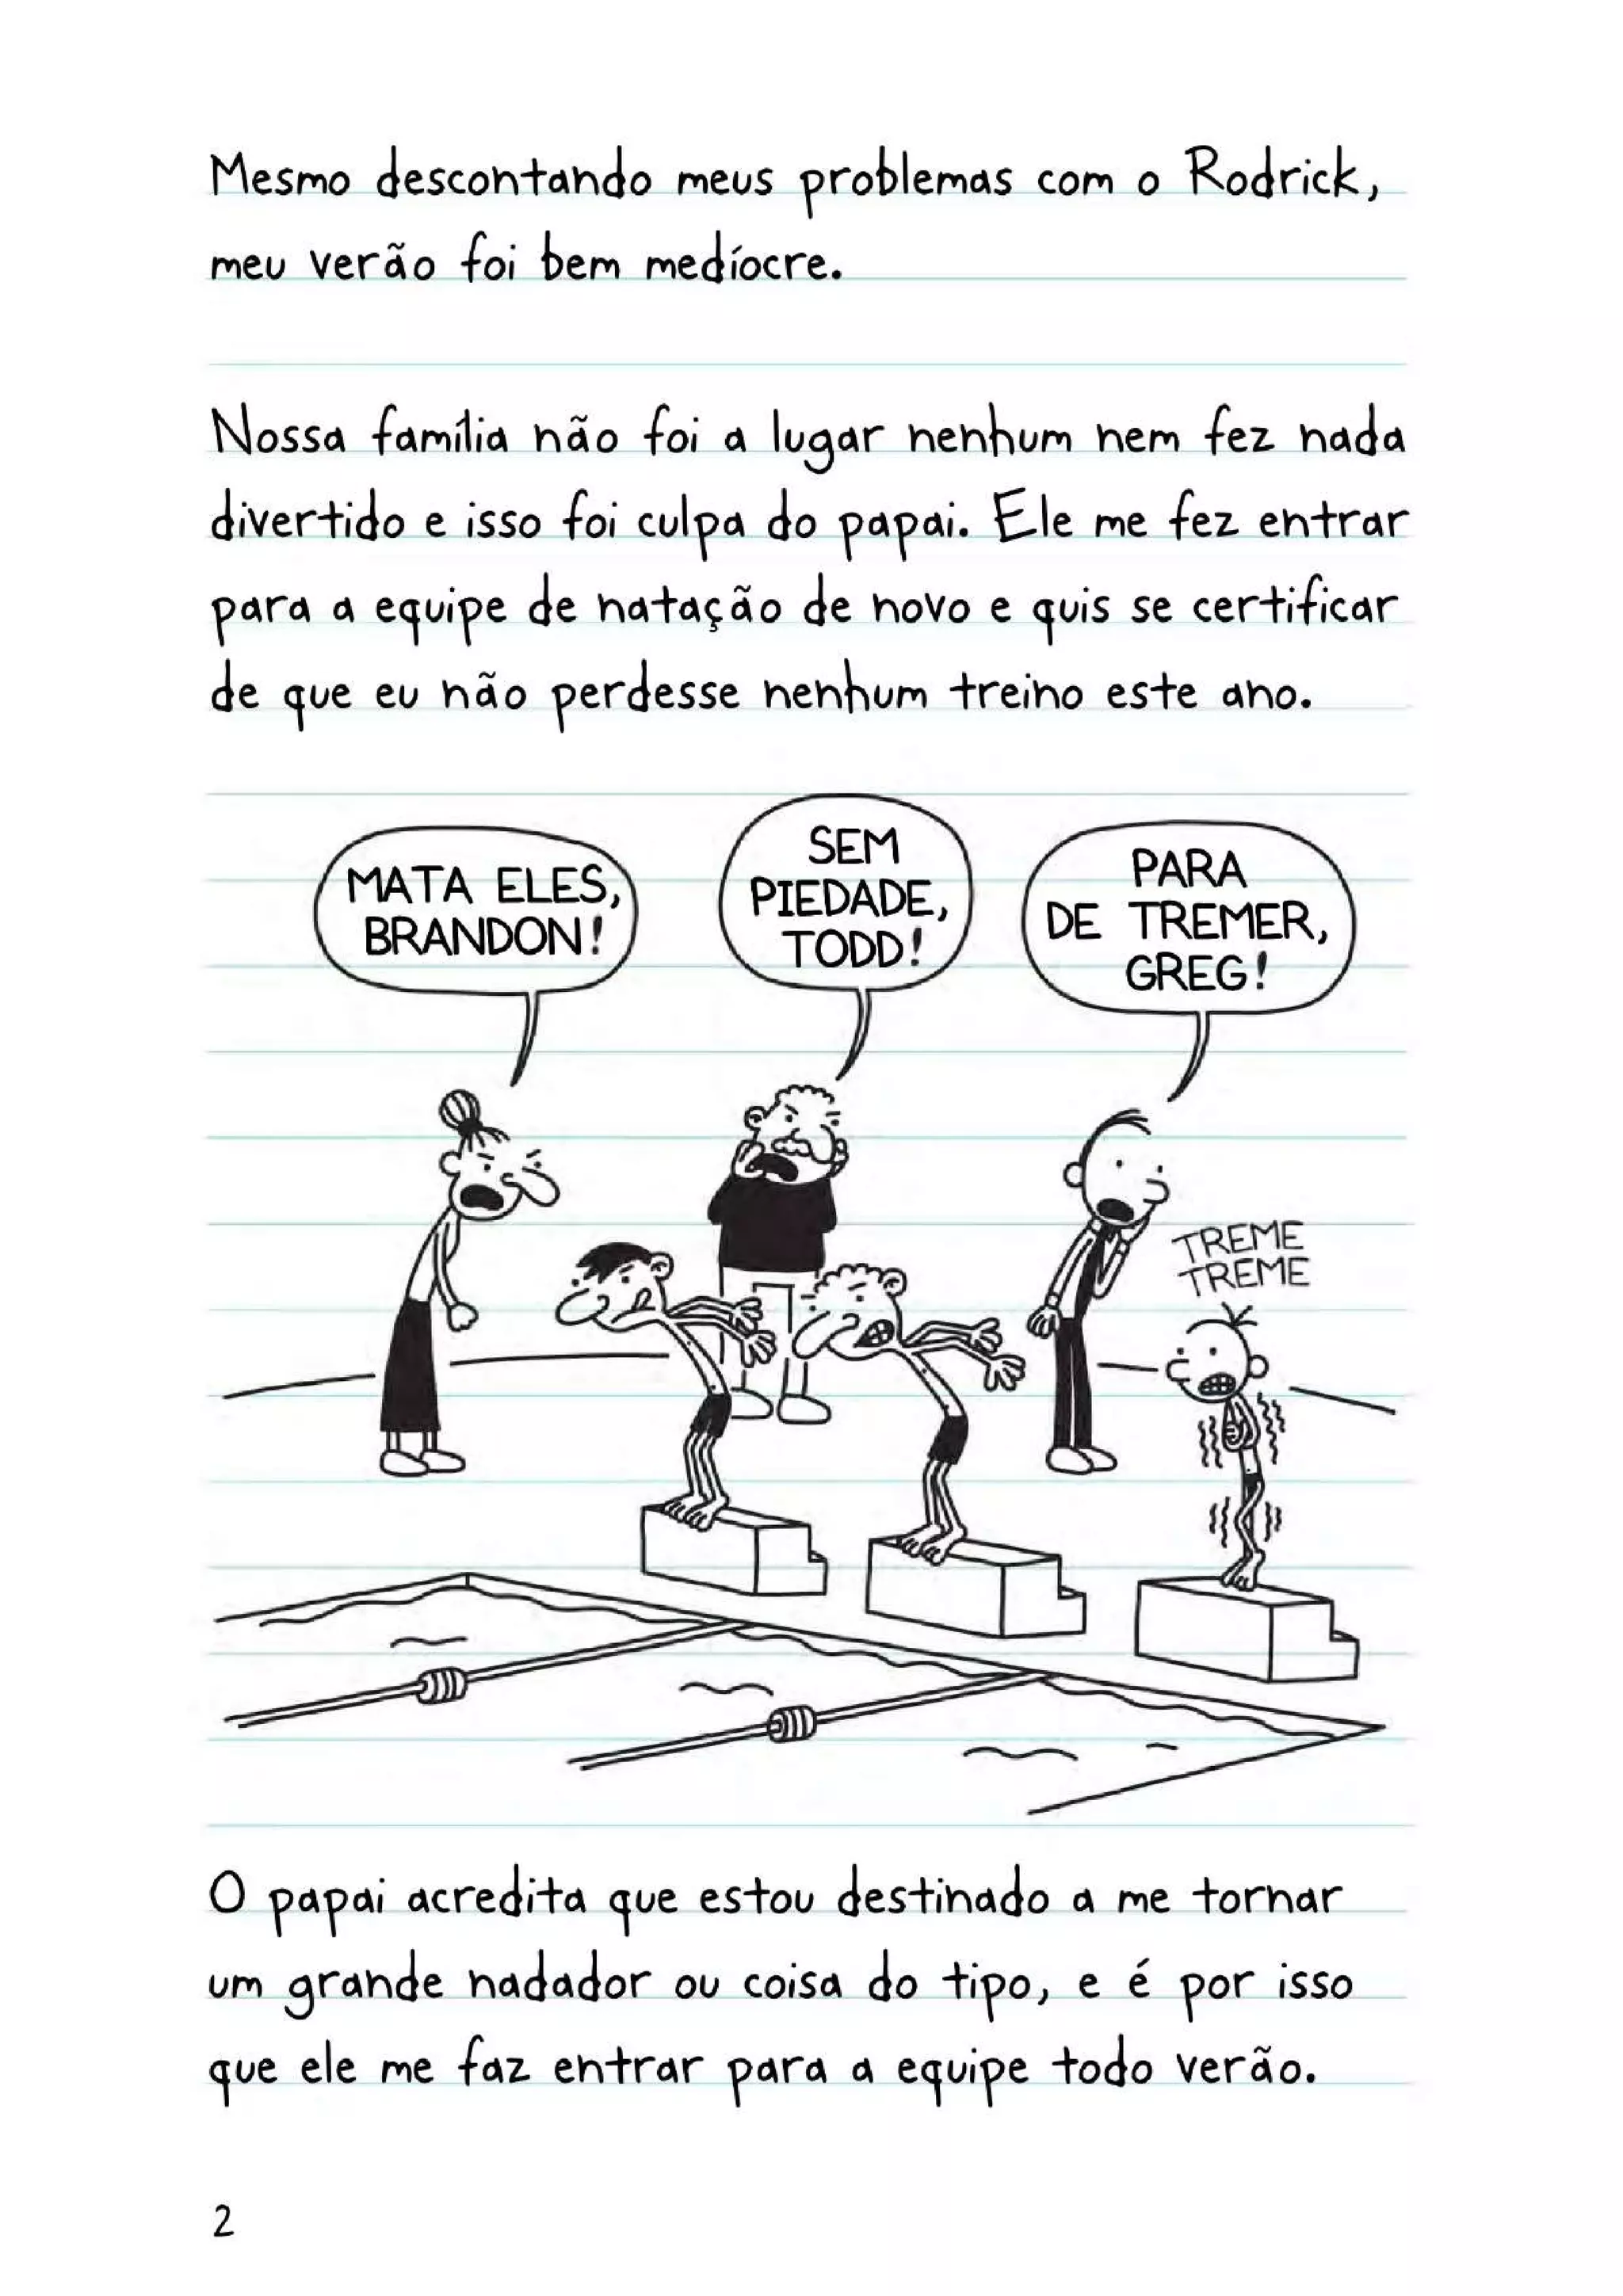 Mesmo descontando meus problemas com o Rodrick,
meu verão foi bem medíocre.
Nossa família não foi a lugar nenhum nem fez nada
divertido e isso foi culpa do papai. Ele me fez entrar
para a equipe de natação de novo e quis se certificar
de que eu não perdesse nenhum treino este ano.
MATA ELES,
BRANDON!
SEM
PIEDADE,
TODD!
PARA
DE TREMER,
GREG!
TREME
TREME
O papai acredita que estou destinado a me tornar
um grande nadador ou coisa do tipo, e é por isso
que ele me faz entrar para a equipe todo verão.
2